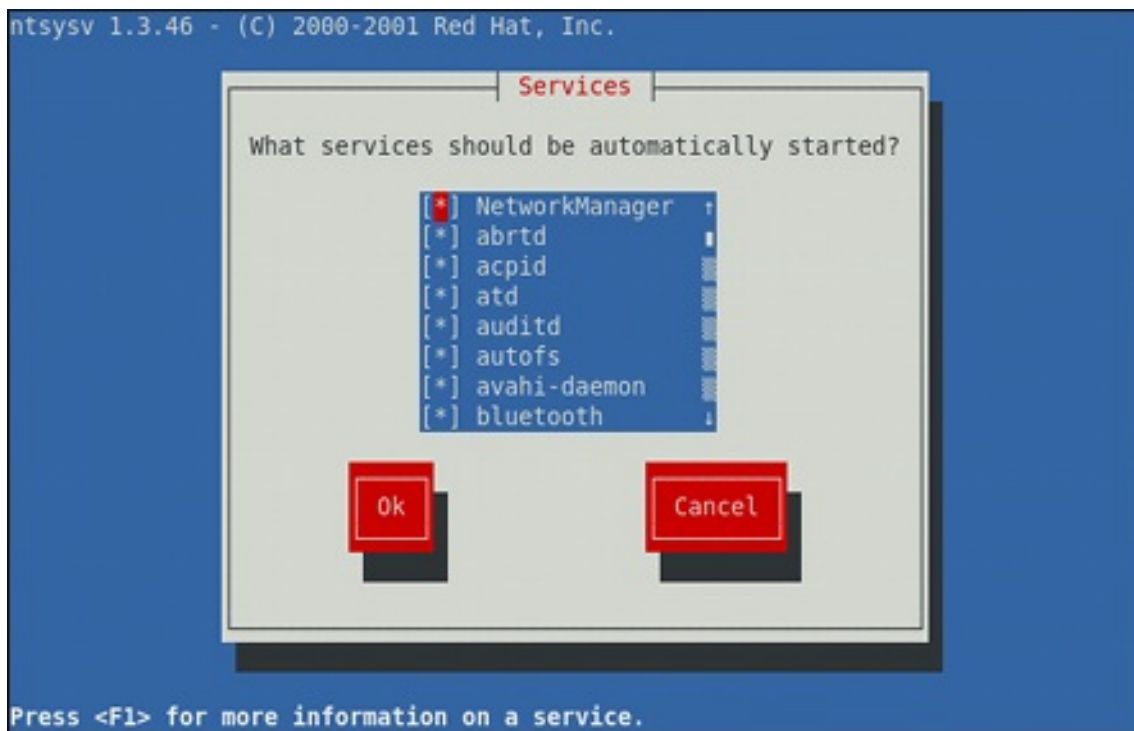 ntsysv 1.3.46 - (C) 2000-2001 Red Hat, Inc.
Services
What services should be automatically started?
[*] NetworkManager ↑
[*] abrtd
[*] acpid
[*] atd
[*] auditd
[*] autofs
[*] avahi-daemon
[*] bluetooth ↓
Ok Cancel
Press <F1> for more information on a service.